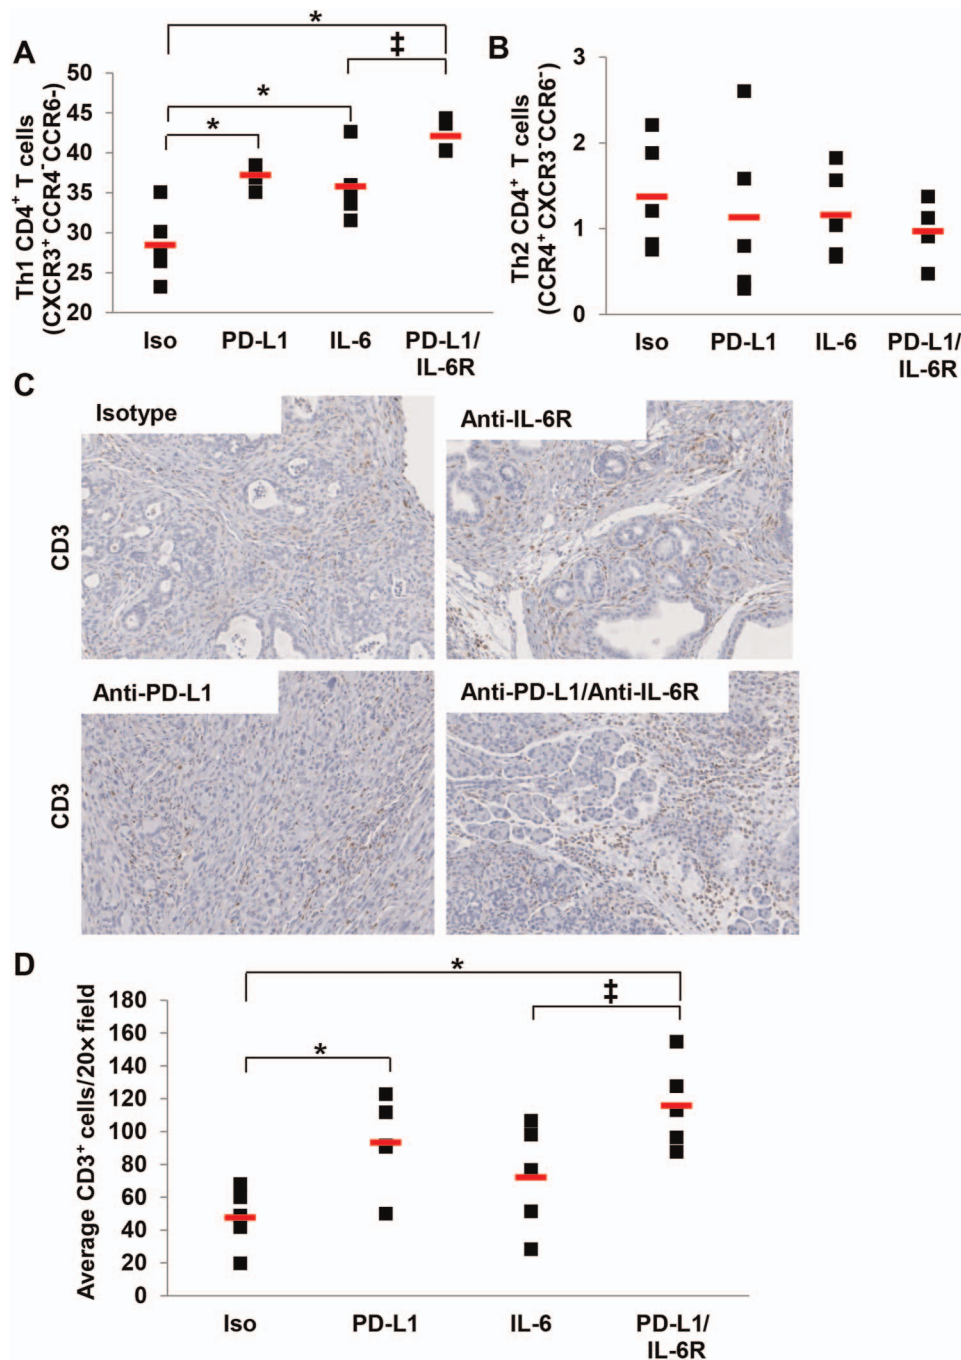 A
*
‡
*
*
Th1 CD4+ T cells
(CXCR3+CCR4-CCR6-)
50
45
40
35
30
25
20
Iso PD-L1 IL-6 PD-L1/
IL-6R
B
Th2 CD4+ T cells
(CCR4+CXCR3-CCR6-)
3
2
1
0
Iso PD-L1 IL-6 PD-L1/
IL-6R
C
Isotype Anti-IL-6R
CD3
Anti-PD-L1 Anti-PD-L1/Anti-IL-6R
CD3
D
*
‡
*
Average CD3+ cells/20x field
180
160
140
120
100
80
60
40
20
0
Iso PD-L1 IL-6 PD-L1/
IL-6R